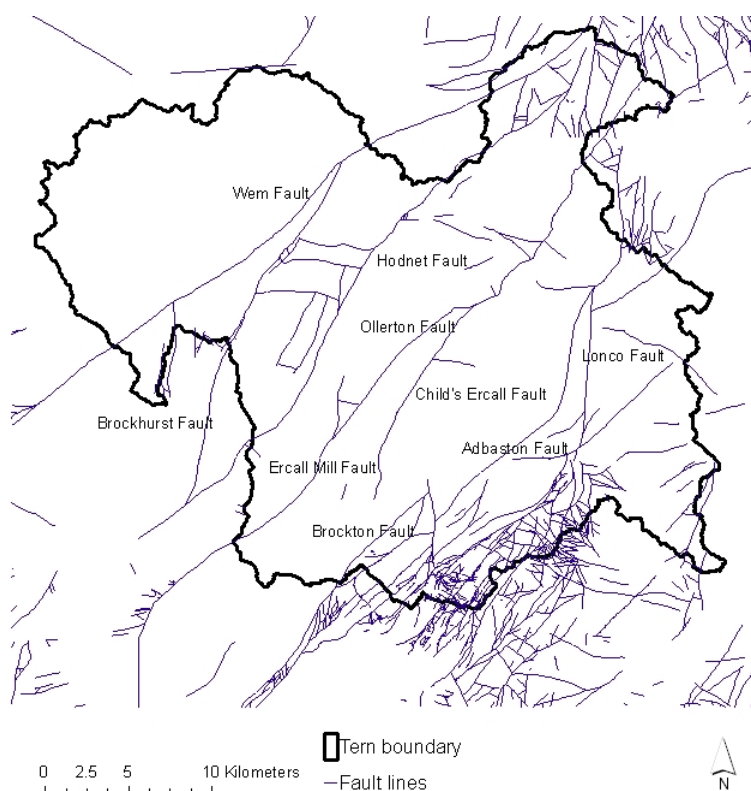 Wem Fault
Hodnet Fault
Ollerton Fault
Lonco Fault
Child's Ercall Fault
Brockhurst Fault
Adbaston Fault
Ercall Mill Fault
Brockton Fault
Tern boundary
0 2.5 5 10 Kilometers
Fault lines
N